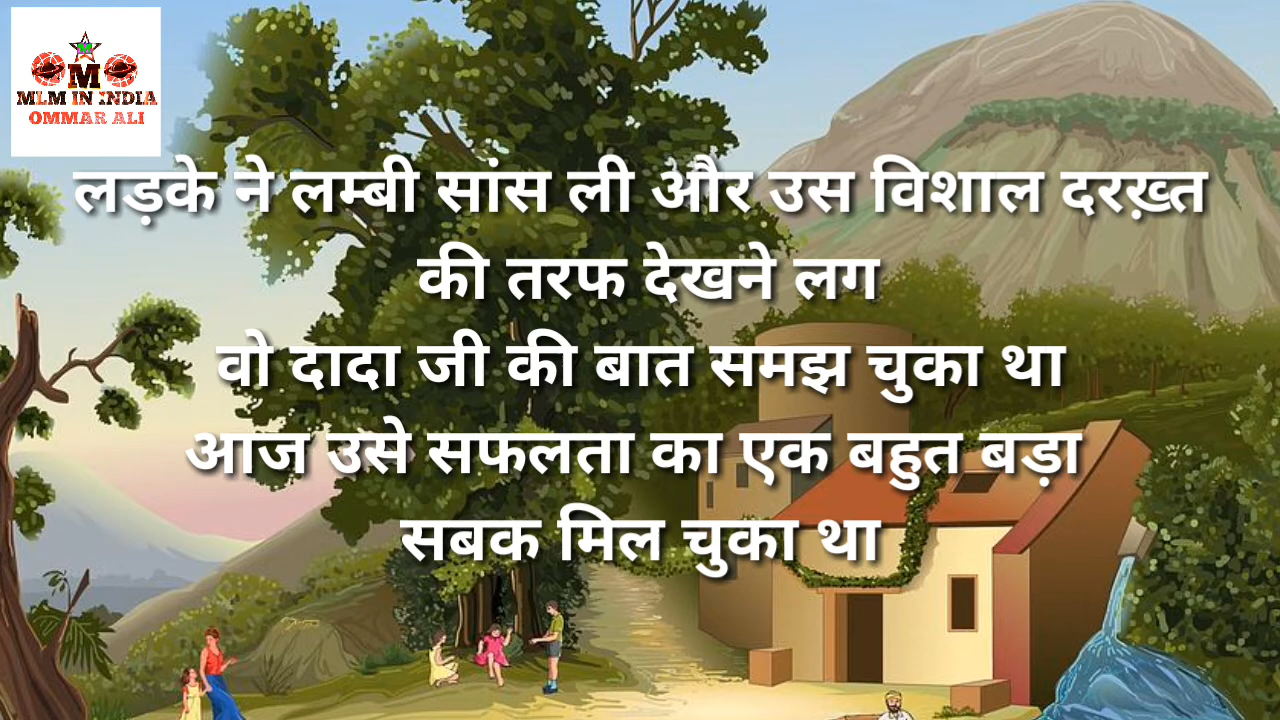 OMO
MLM IN INDIA
OMMAR ALI
लड़के ने लम्बी सांस ली और उस विशाल दरख़्त
की तरफ देखने लग
वो दादा जी की बात समझ चुका था
आज उसे सफलता का एक बहुत बड़ा
सबक मिल चुका था